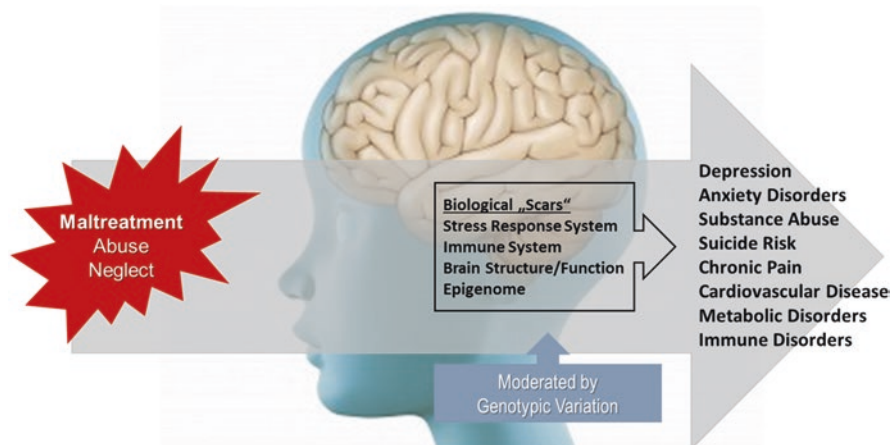 Maltreatment
Abuse
Neglect
Biological „Scars“
Stress Response System
Immune System
Brain Structure/Function
Epigenome
Moderated by
Genotypic Variation
Depression
Anxiety Disorders
Substance Abuse
Suicide Risk
Chronic Pain
Cardiovascular Disease
Metabolic Disorders
Immune Disorders